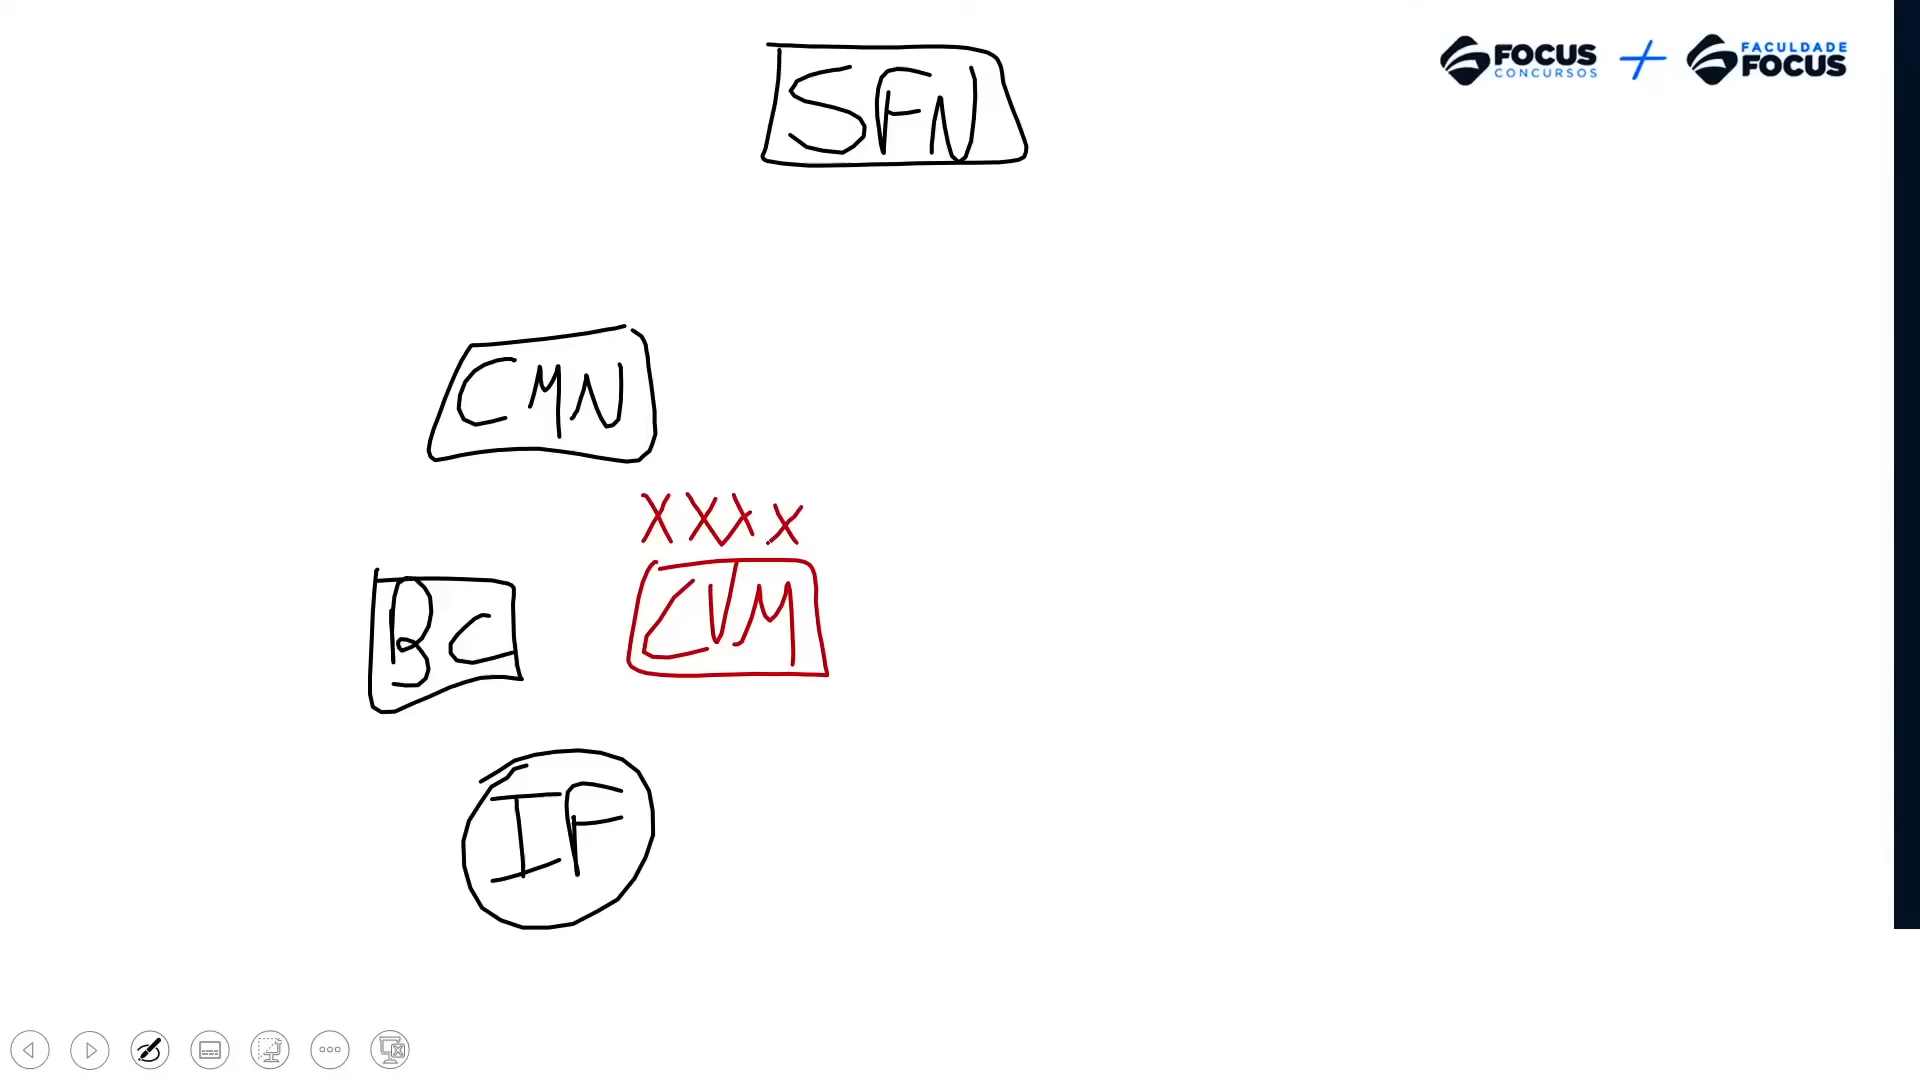 SFN
FOCUS CONCURSOS + FACULDADE FOCUS
CMN
XXXX
BC
CVM
IF